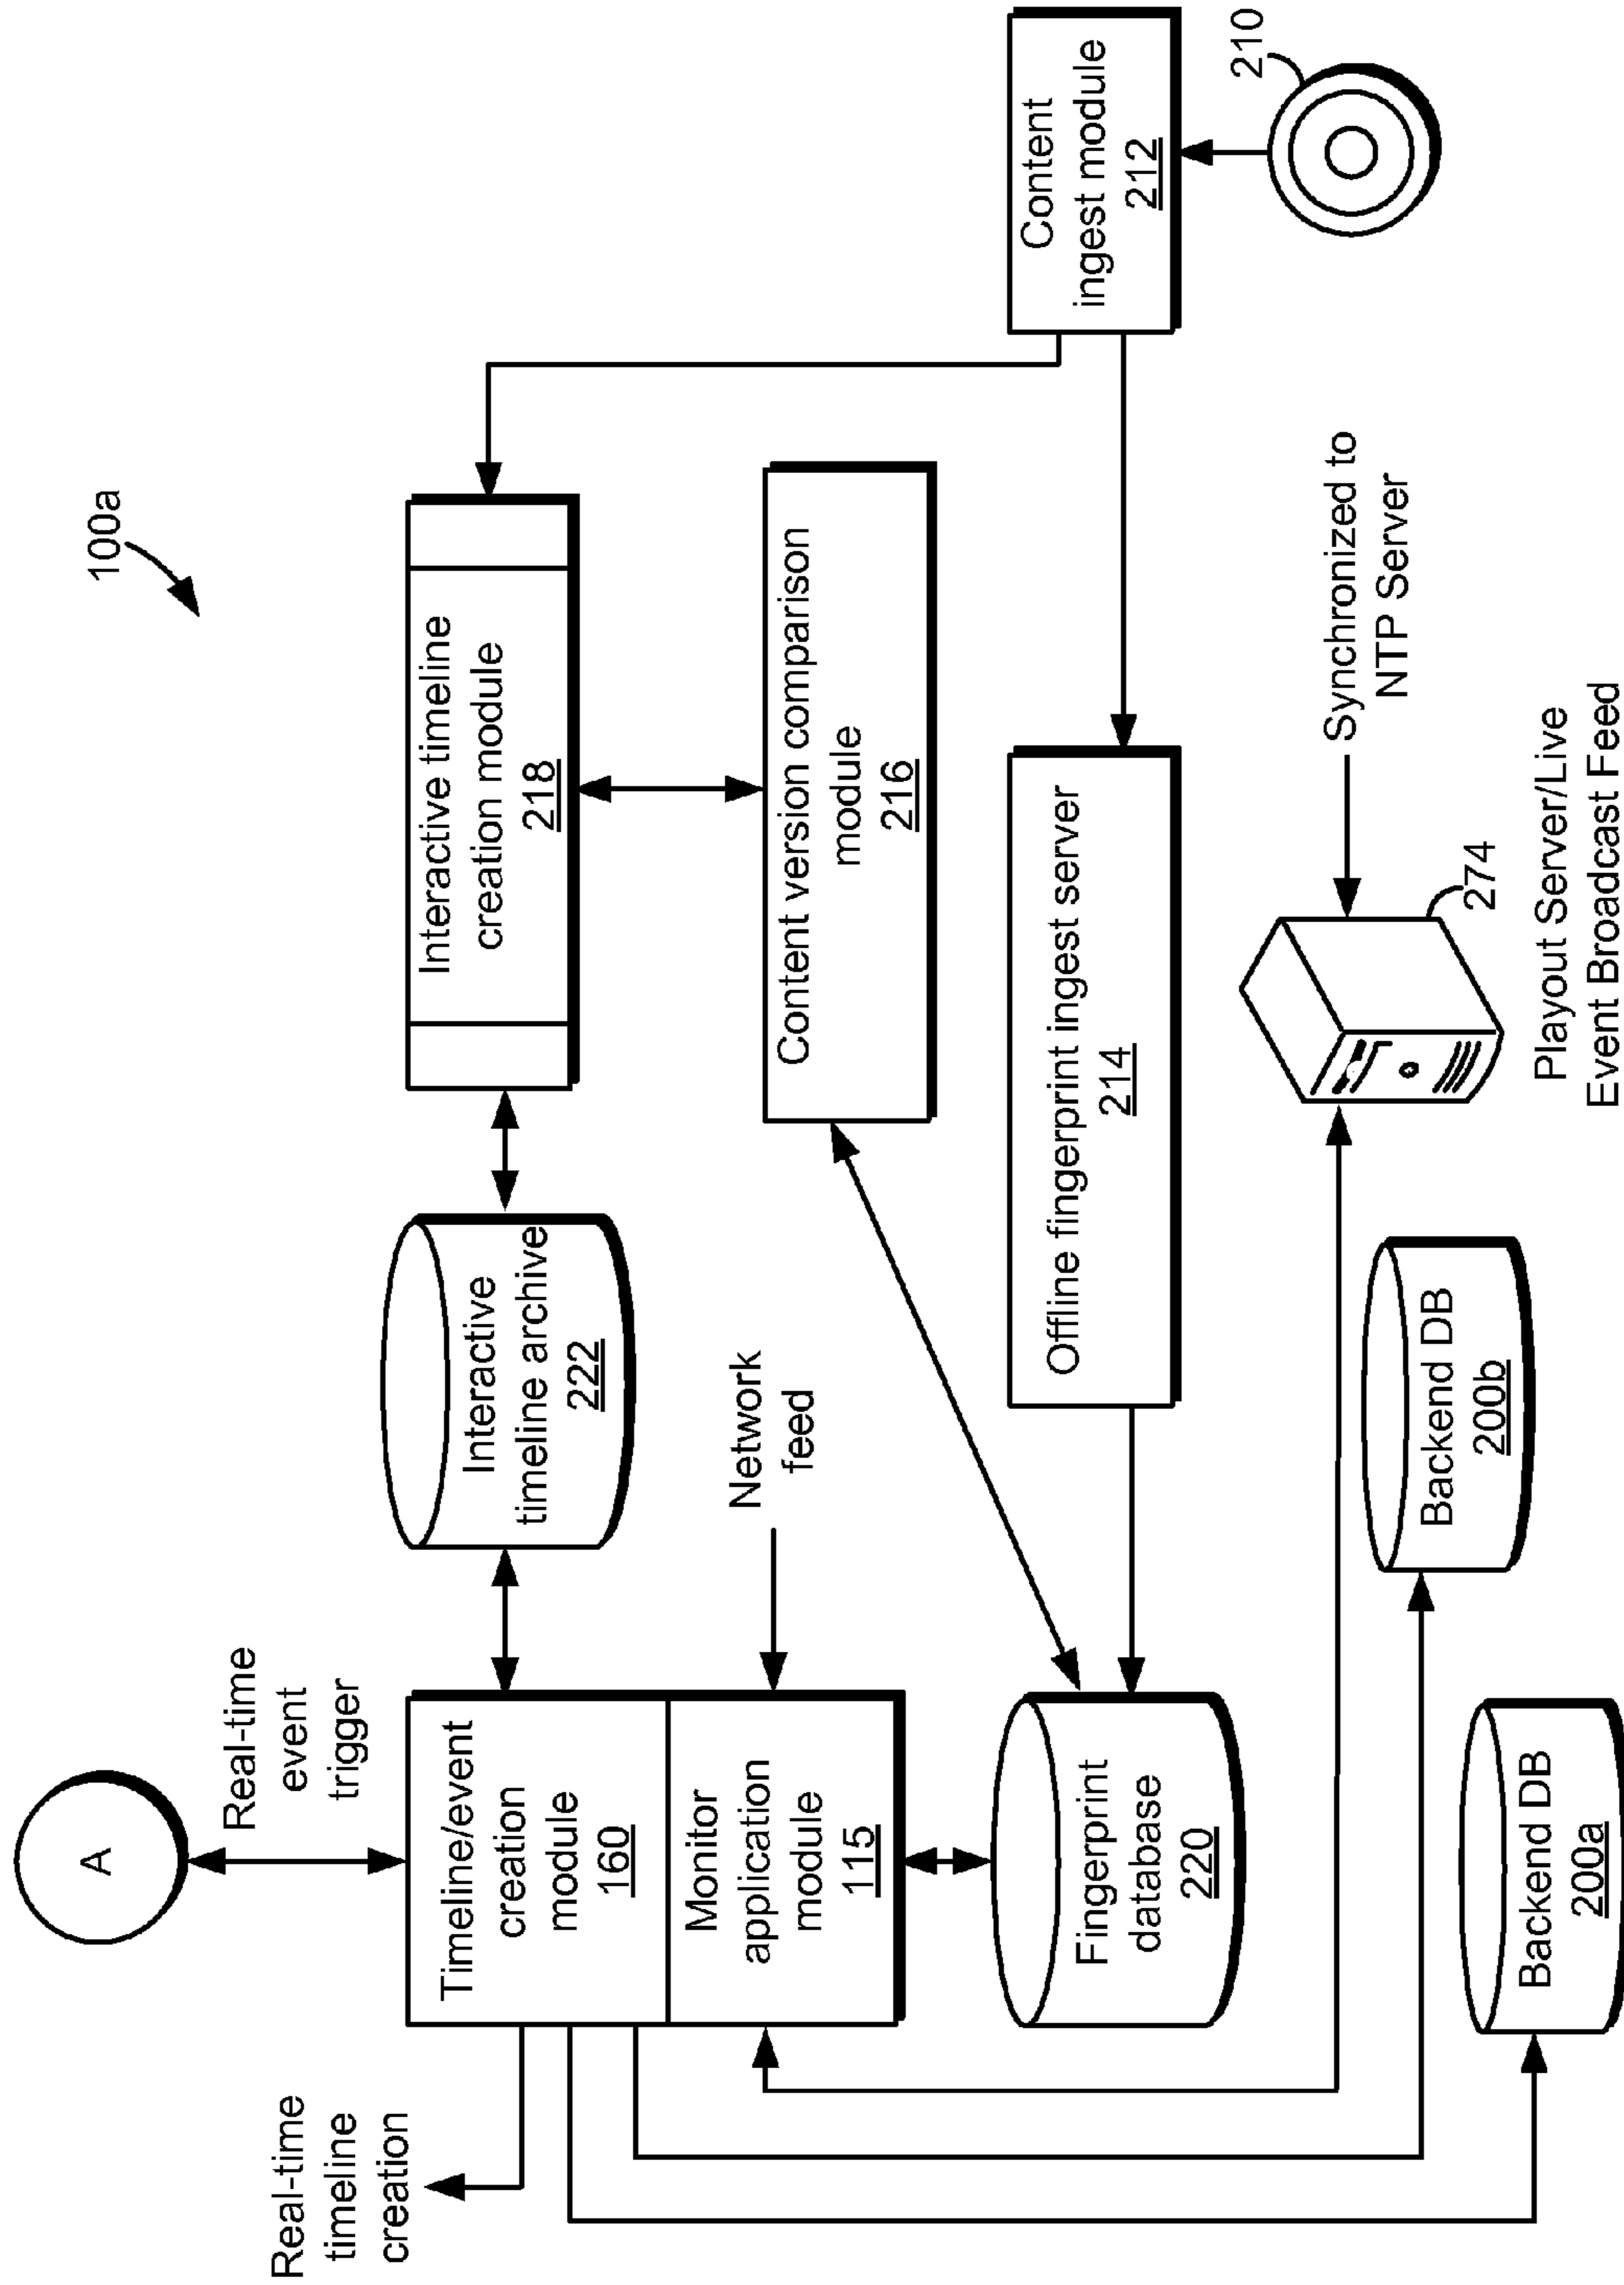 100a
A
Real-time
event
trigger
Real-time
timeline
creation
Timeline/event
creation
module
160
Monitor
application
module
115
Network
feed
Interactive
timeline archive
222
Interactive timeline
creation module
218
Content version comparison
module
216
Content
ingest module
212
210
Offline fingerprint ingest server
214
Fingerprint
database
220
Synchronized to
NTP Server
274
Playout Server/Live
Event Broadcast Feed
Backend DB
200b
Backend DB
200a